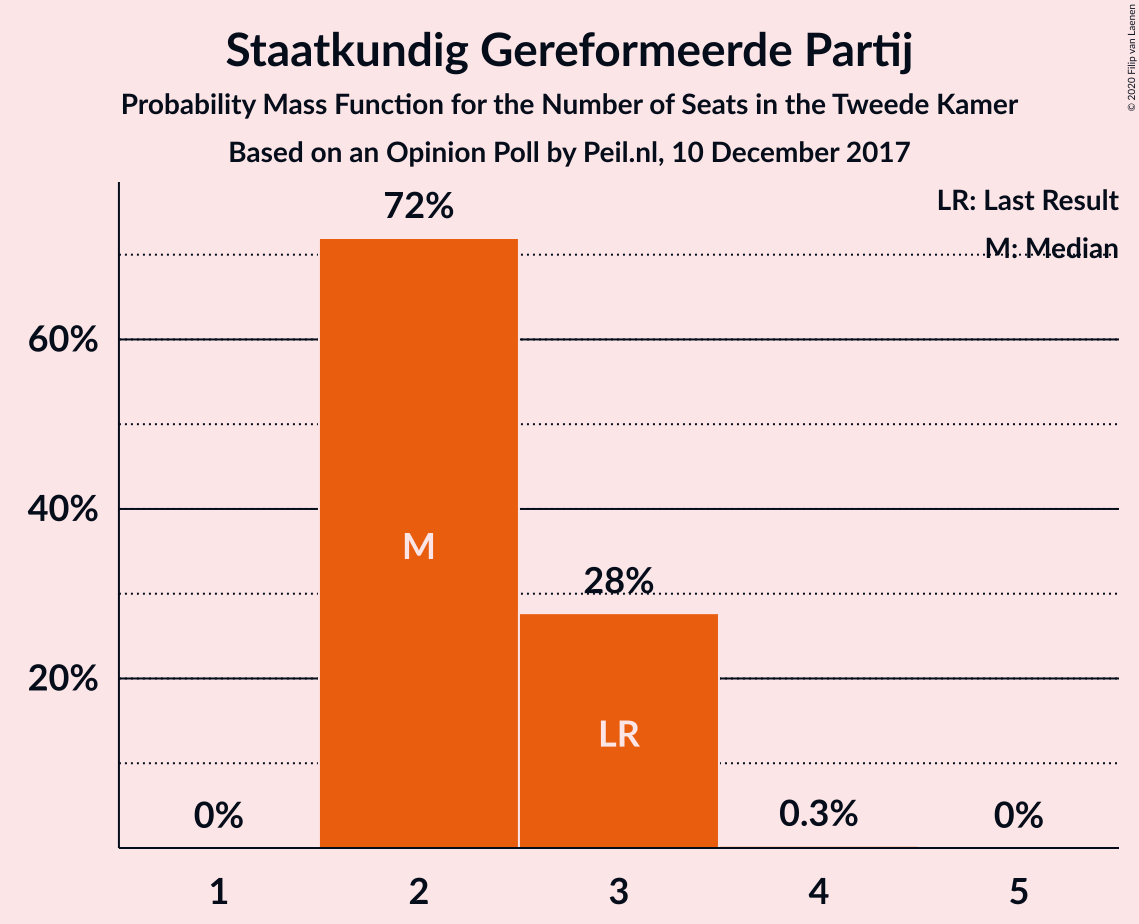 Staatkundig Gereformeerde Partij
Probability Mass Function for the Number of Seats in the Tweede Kamer
Based on an Opinion Poll by Peil.nl, 10 December 2017
© 2020 Filip van Laenen
LR: Last Result
M: Median
72%
60%
40%
M
28%
20%
LR
0%
0.3%
0%
1
2
3
4
5